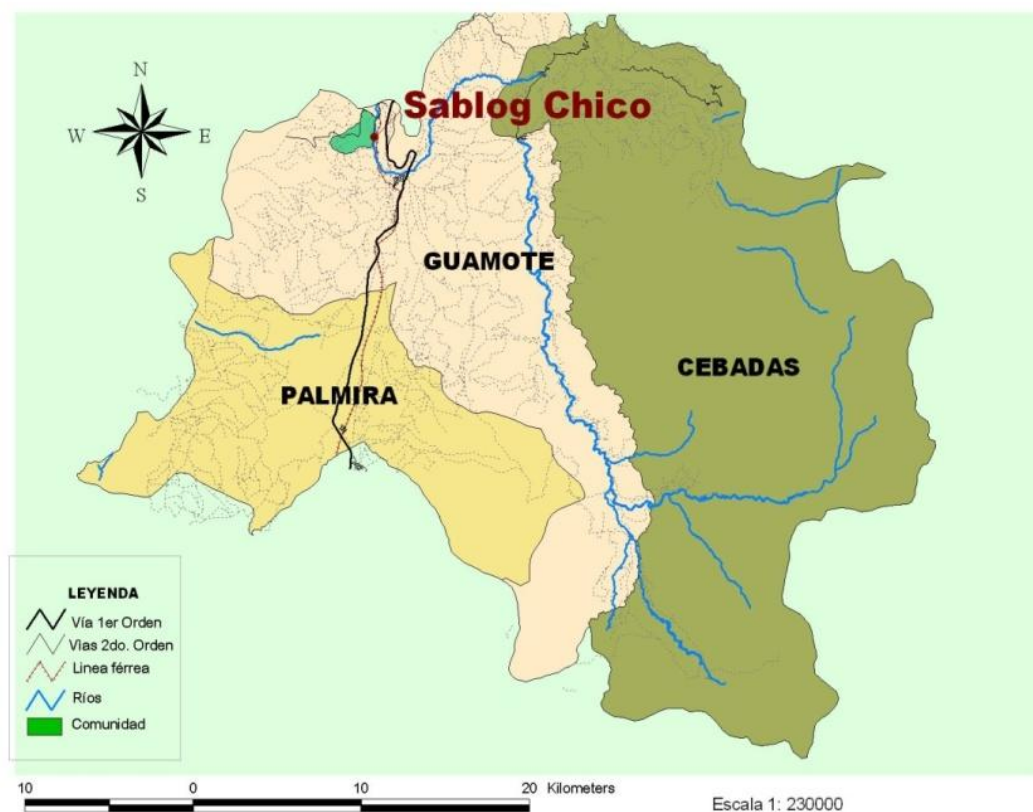 N
W
E
S
Sablog Chico
GUAMOTE
PALMIRA
CEBADAS
LEYENDA
Vía 1er Orden
Vías 2do. Orden
Linea férrea
Ríos
Comunidad
10 0 10 20 Kilometers
Escala 1: 230000